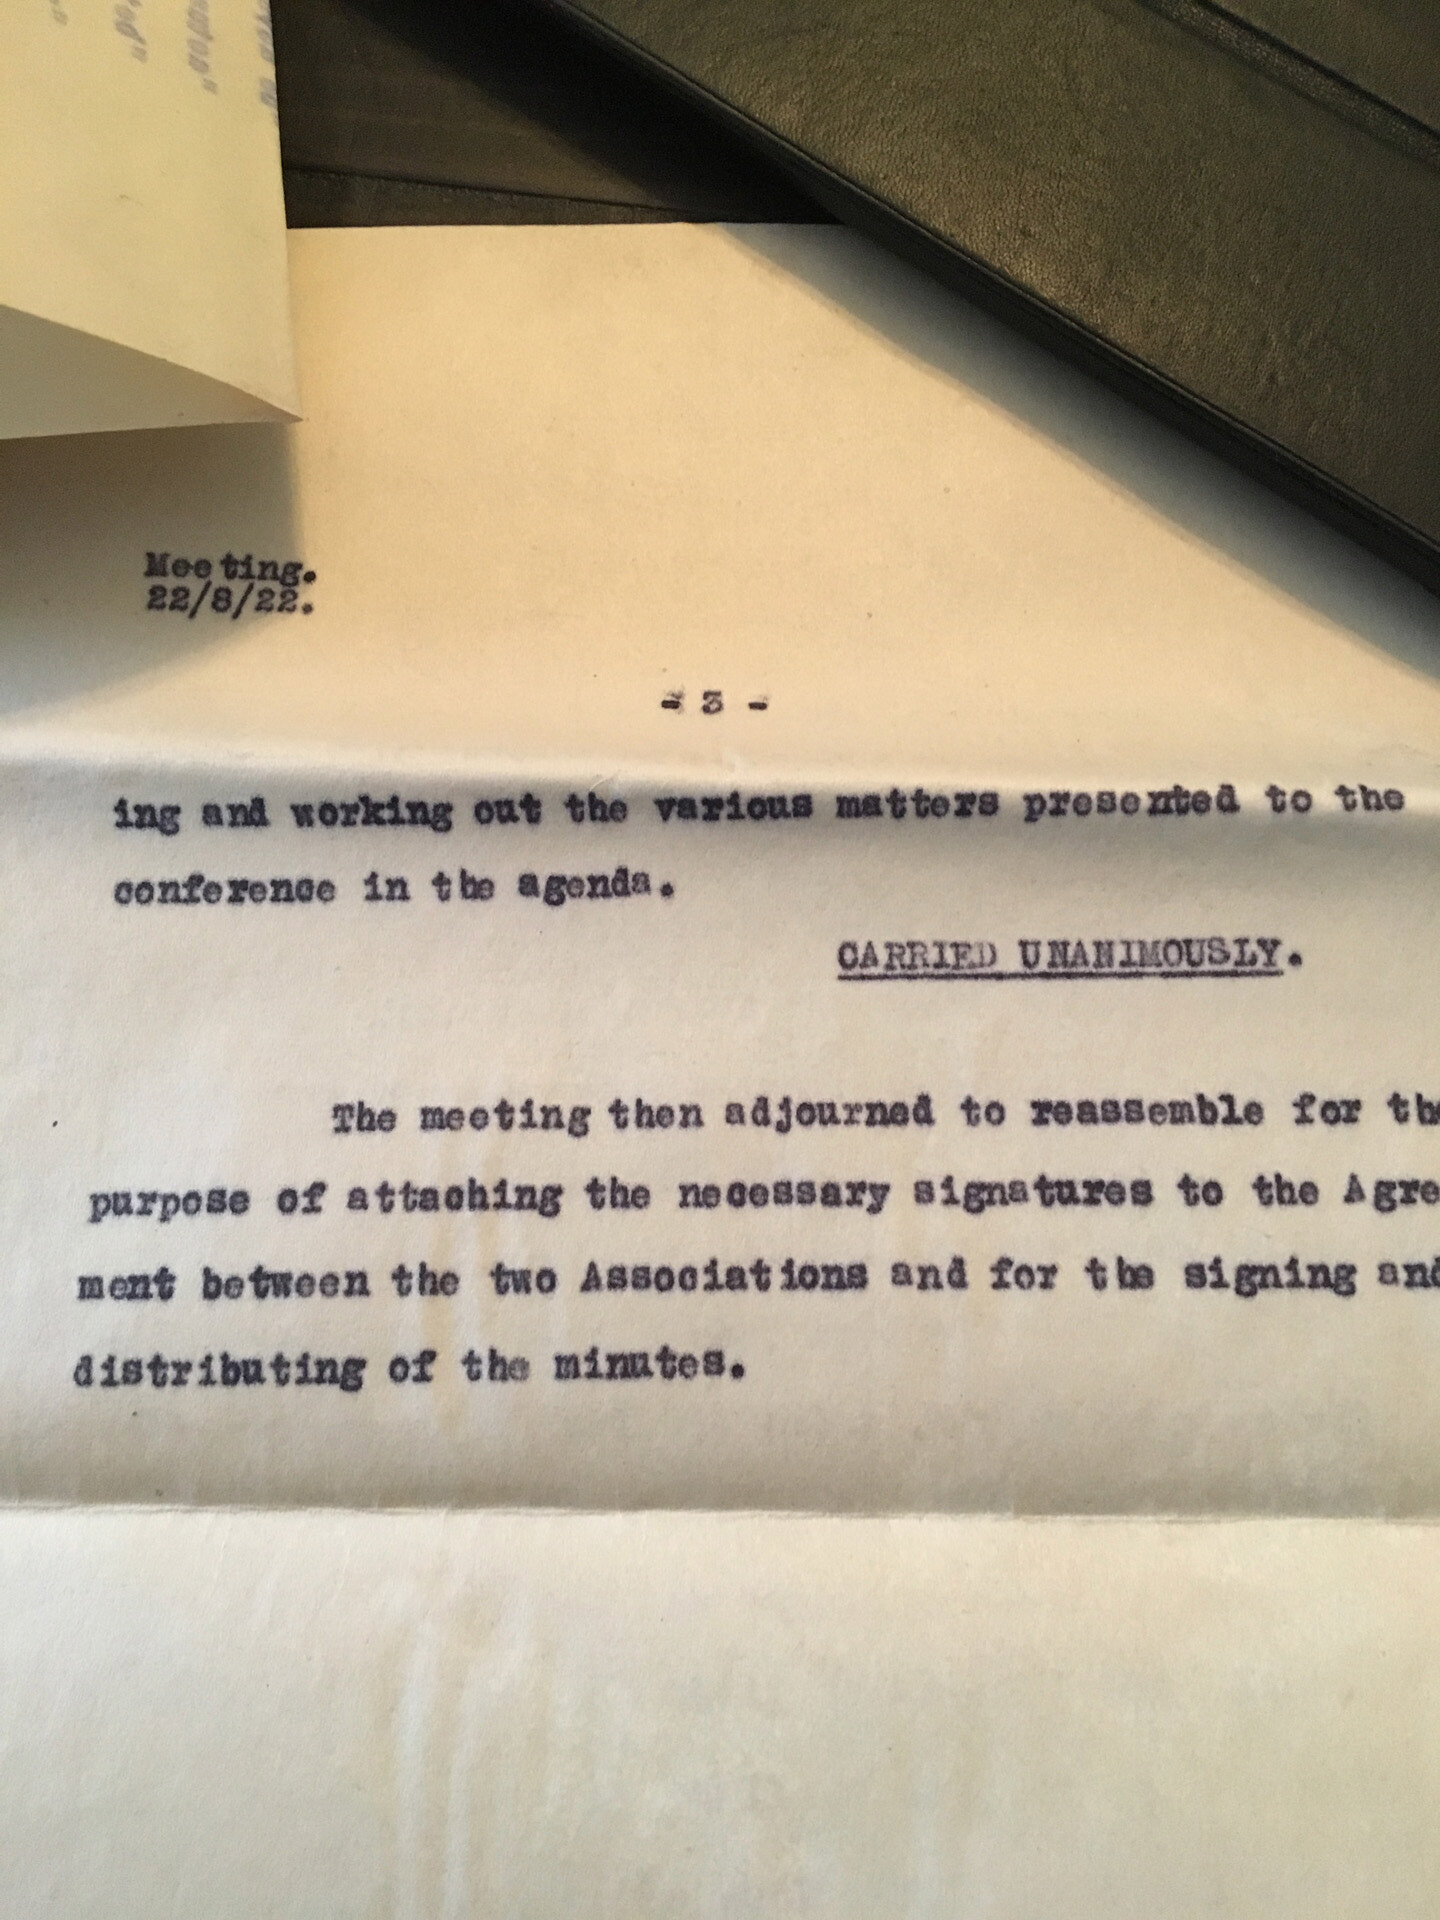 Meeting.
22/8/22.
- 3 -
ing and working out the various matters presented to the
conference in the agenda.
CARRIED UNANIMOUSLY.
The meeting then adjourned to reassemble for the
purpose of attaching the necessary signatures to the Agre
ment between the two Associations and for the signing and
distributing of the minutes.